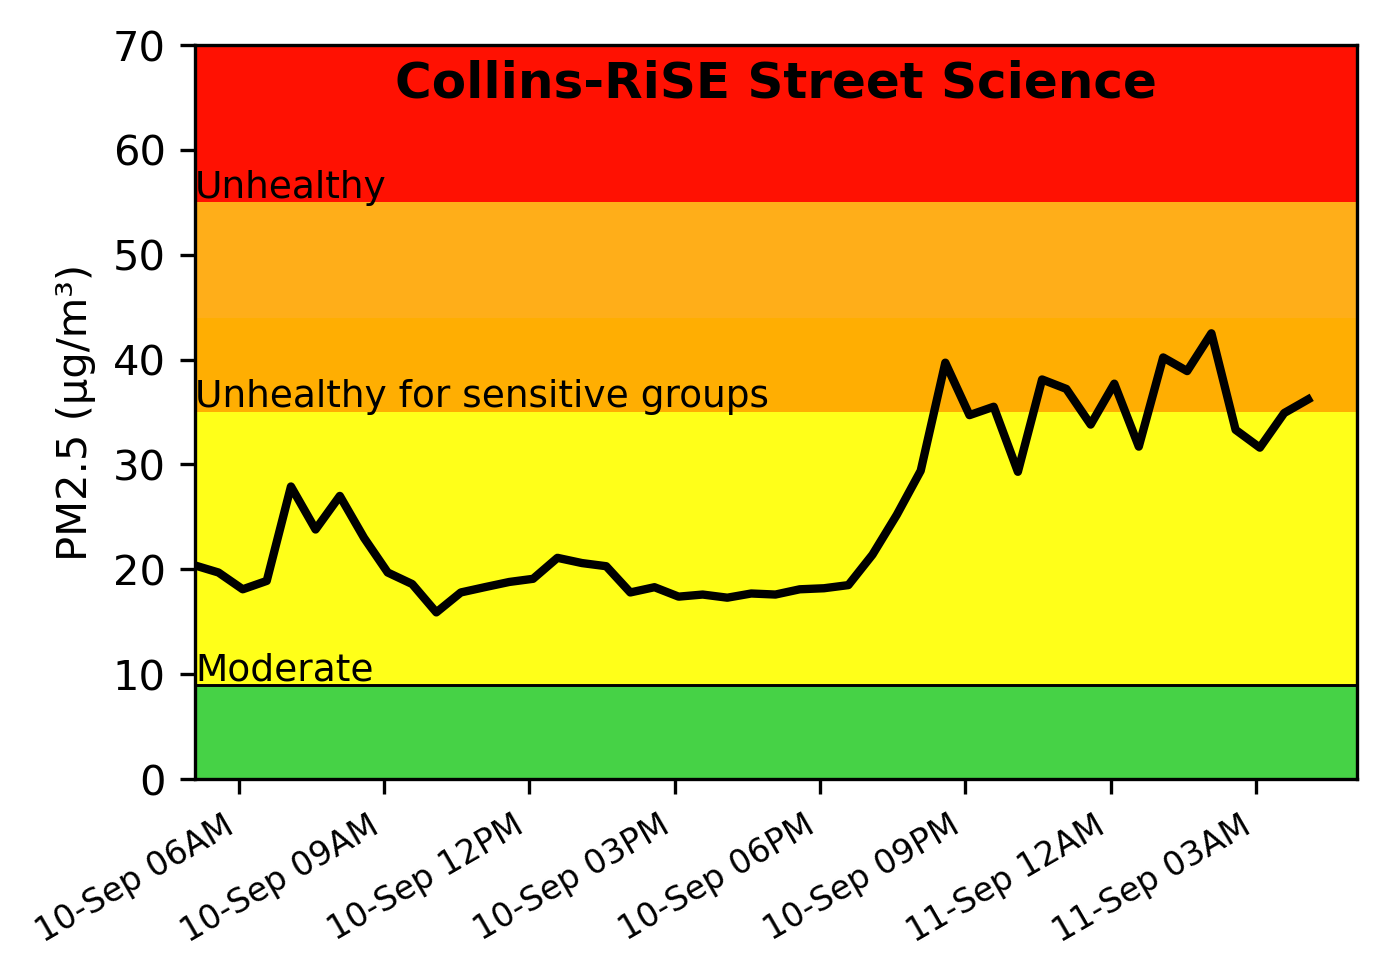 Collins-RiSE Street Science
70
60
Unhealthy
50
40
Unhealthy for sensitive groups
30
20
Moderate
10
0
PM2.5 (µg/m³)
10-Sep 06AM
10-Sep 09AM
10-Sep 12PM
10-Sep 03PM
10-Sep 06PM
10-Sep 09PM
11-Sep 12AM
11-Sep 03AM